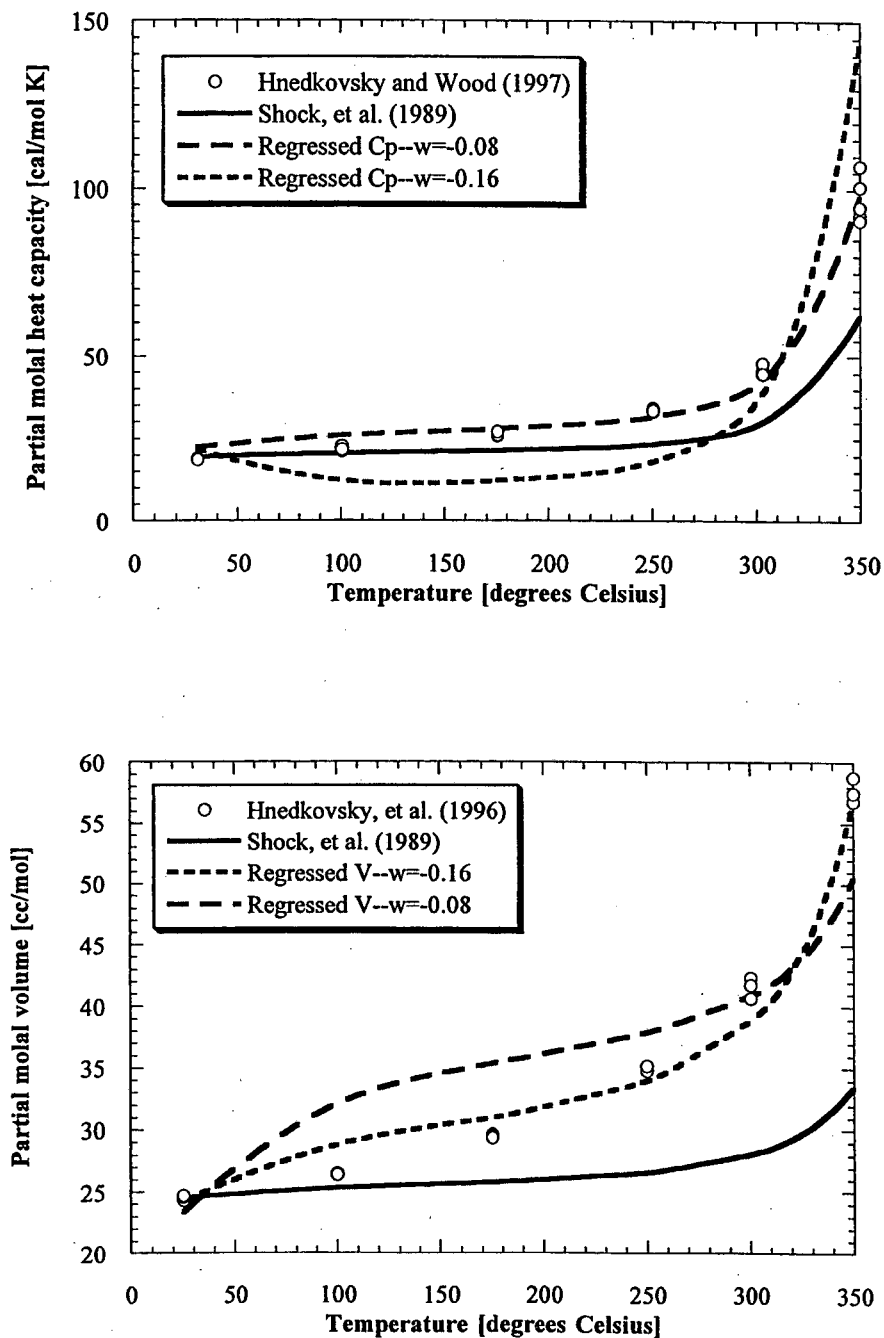 Partial molal heat capacity [cal/mol K]
150
100
50
0
Hnedkovsky and Wood (1997)
Shock, et al. (1989)
Regressed Cp--w=-0.08
Regressed Cp--w=-0.16
0 50 100 150 200 250 300 350
Temperature [degrees Celsius]
Partial molal volume [cc/mol]
60
55
50
45
40
35
30
25
20
Hnedkovsky, et al. (1996)
Shock, et al. (1989)
Regressed V--w=-0.16
Regressed V--w=-0.08
0 50 100 150 200 250 300 350
Temperature [degrees Celsius]